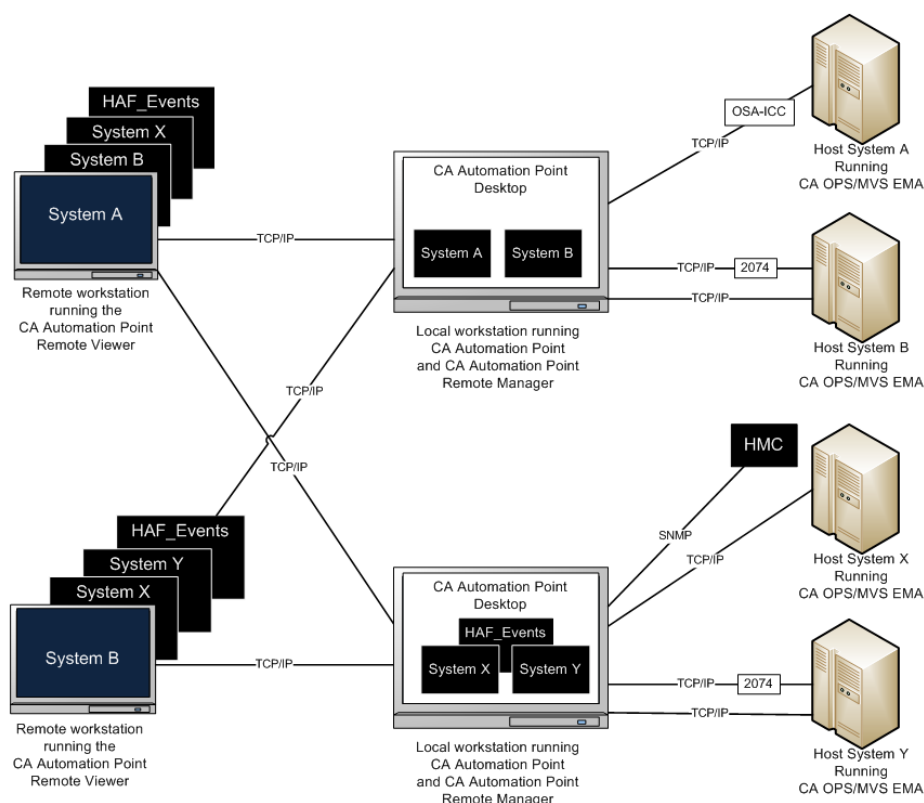 HAF_Events
System X
System B
System A
Remote workstation
running the
CA Automation Point
Remote Viewer
TCP/IP
TCP/IP
TCP/IP
CA Automation Point
Desktop
System A
System B
Local workstation running
CA Automation Point
and CA Automation Point
Remote Manager
OSA-ICC
TCP/IP
Host System A
Running
CA OPS/MVS EMA
TCP/IP
2074
TCP/IP
Host System B
Running
CA OPS/MVS EMA
HAF_Events
System Y
System X
System B
Remote workstation
running the
CA Automation Point
Remote Viewer
TCP/IP
CA Automation Point
Desktop
HAF_Events
System X
System Y
Local workstation running
CA Automation Point
and CA Automation Point
Remote Manager
HMC
SNMP
TCP/IP
Host System X
Running
CA OPS/MVS EMA
TCP/IP
2074
TCP/IP
Host System Y
Running
CA OPS/MVS EMA